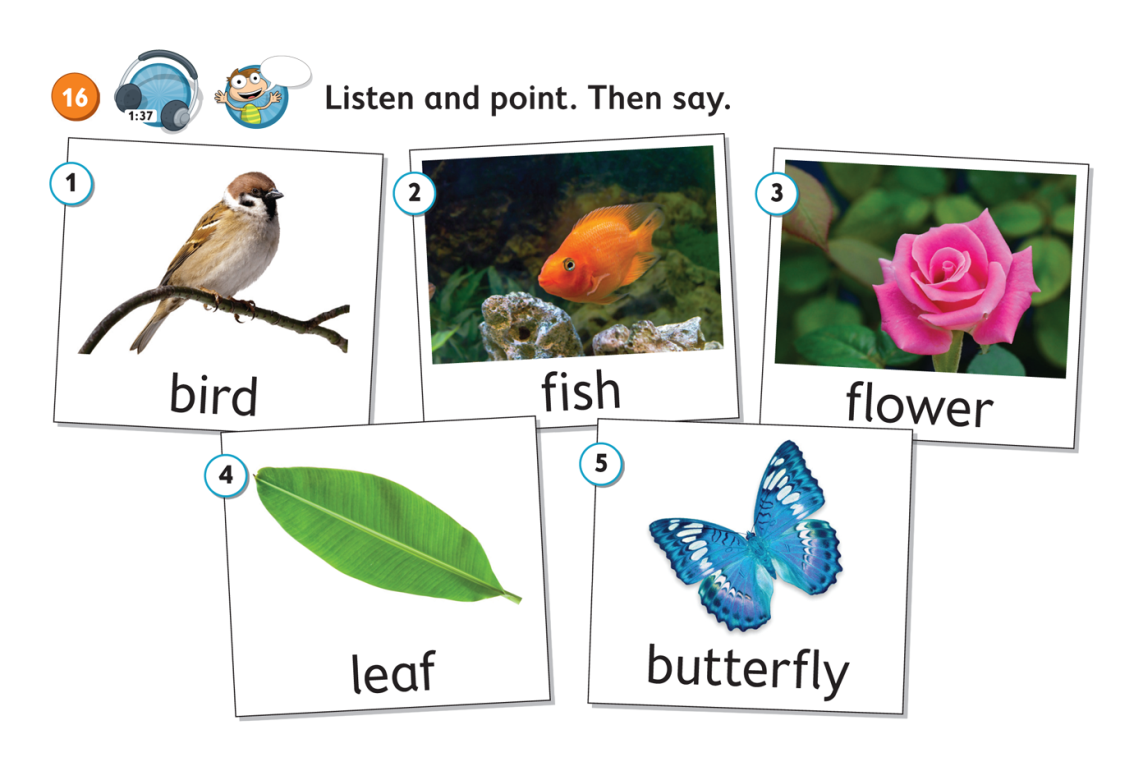 16
1:37
Listen and point. Then say.
1
bird
2
fish
3
flower
4
leaf
5
butterfly